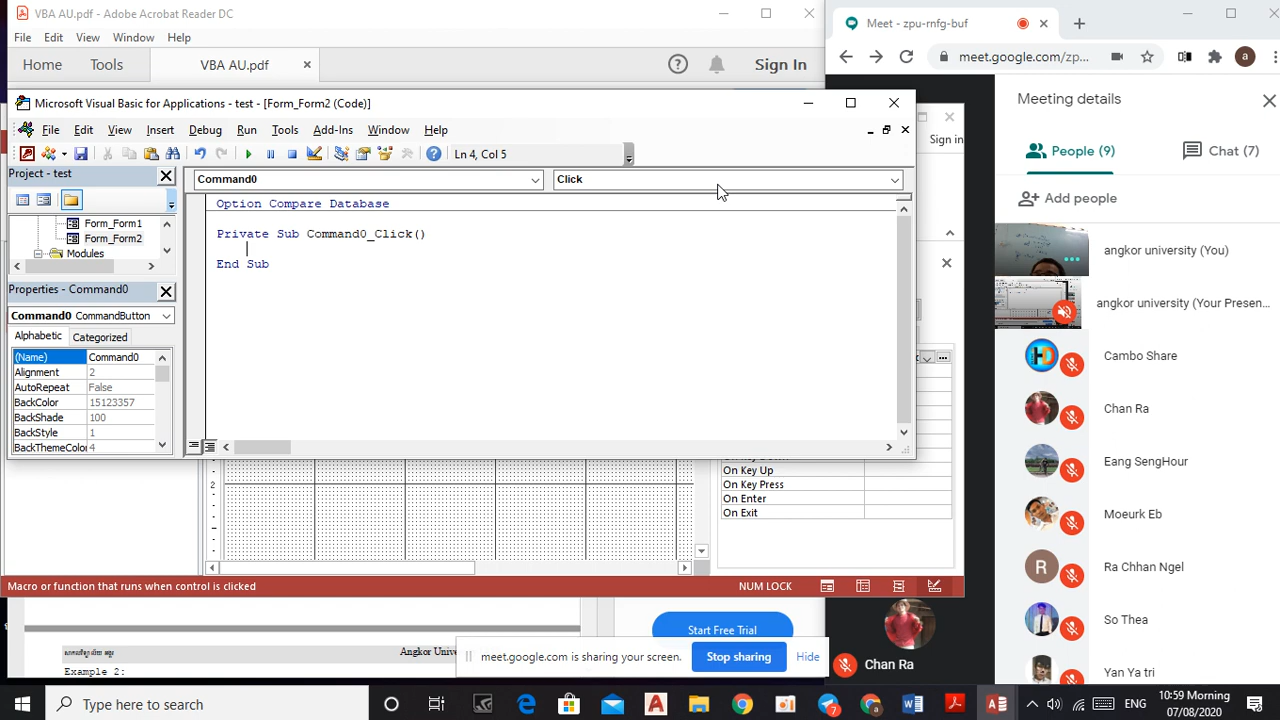 VBA AU.pdf - Adobe Acrobat Reader DC
File Edit View Window Help
Home Tools VBA AU.pdf × Sign In
Microsoft Visual Basic for Applications - test - [Form_Form2 (Code)]
File Edit View Insert Debug Run Tools Add-Ins Window Help
Ln 4, Col 5
Project - test
Form_Form1
Form_Form2
Modules
Properties - Command0
Command0 CommandButton
Alphabetic Categorized
(Name) Command0
Alignment 2
AutoRepeat False
BackColor 15123357
BackShade 100
BackStyle 1
BackThemeColor 4
Command0 Click
Option Compare Database
Private Sub Command0_Click()
End Sub
Sign in
On Key Up
On Key Press
On Enter
On Exit
2
Macro or function that runs when control is clicked NUM LOCK
Start Free Trial
Angkor Unive
Example 2:
meet.google.com is sharing your screen. Stop sharing Hide
Meet - zpu-rnfg-buf
meet.google.com/zp...
a
Meeting details
People (9) Chat (7)
Add people
angkor university (You)
angkor university (Your Presen...
Cambo Share
Chan Ra
Eang SengHour
Moeurk Eb
R
Ra Chhan Ngel
So Thea
Yan Ya tri
Chan Ra
Type here to search
7
ENG
10:59 Morning
07/08/2020